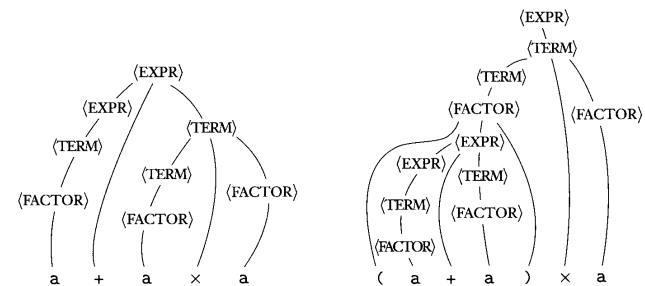 ⟨EXPR⟩
⟨EXPR⟩
⟨TERM⟩
⟨TERM⟩
⟨FACTOR⟩
⟨TERM⟩
⟨FACTOR⟩
⟨FACTOR⟩
a + a × a
⟨EXPR⟩
⟨TERM⟩
⟨TERM⟩
⟨FACTOR⟩ ⟨FACTOR⟩
⟨EXPR⟩
⟨EXPR⟩
⟨TERM⟩
⟨TERM⟩
⟨FACTOR⟩
⟨FACTOR⟩
( a + a ) × a